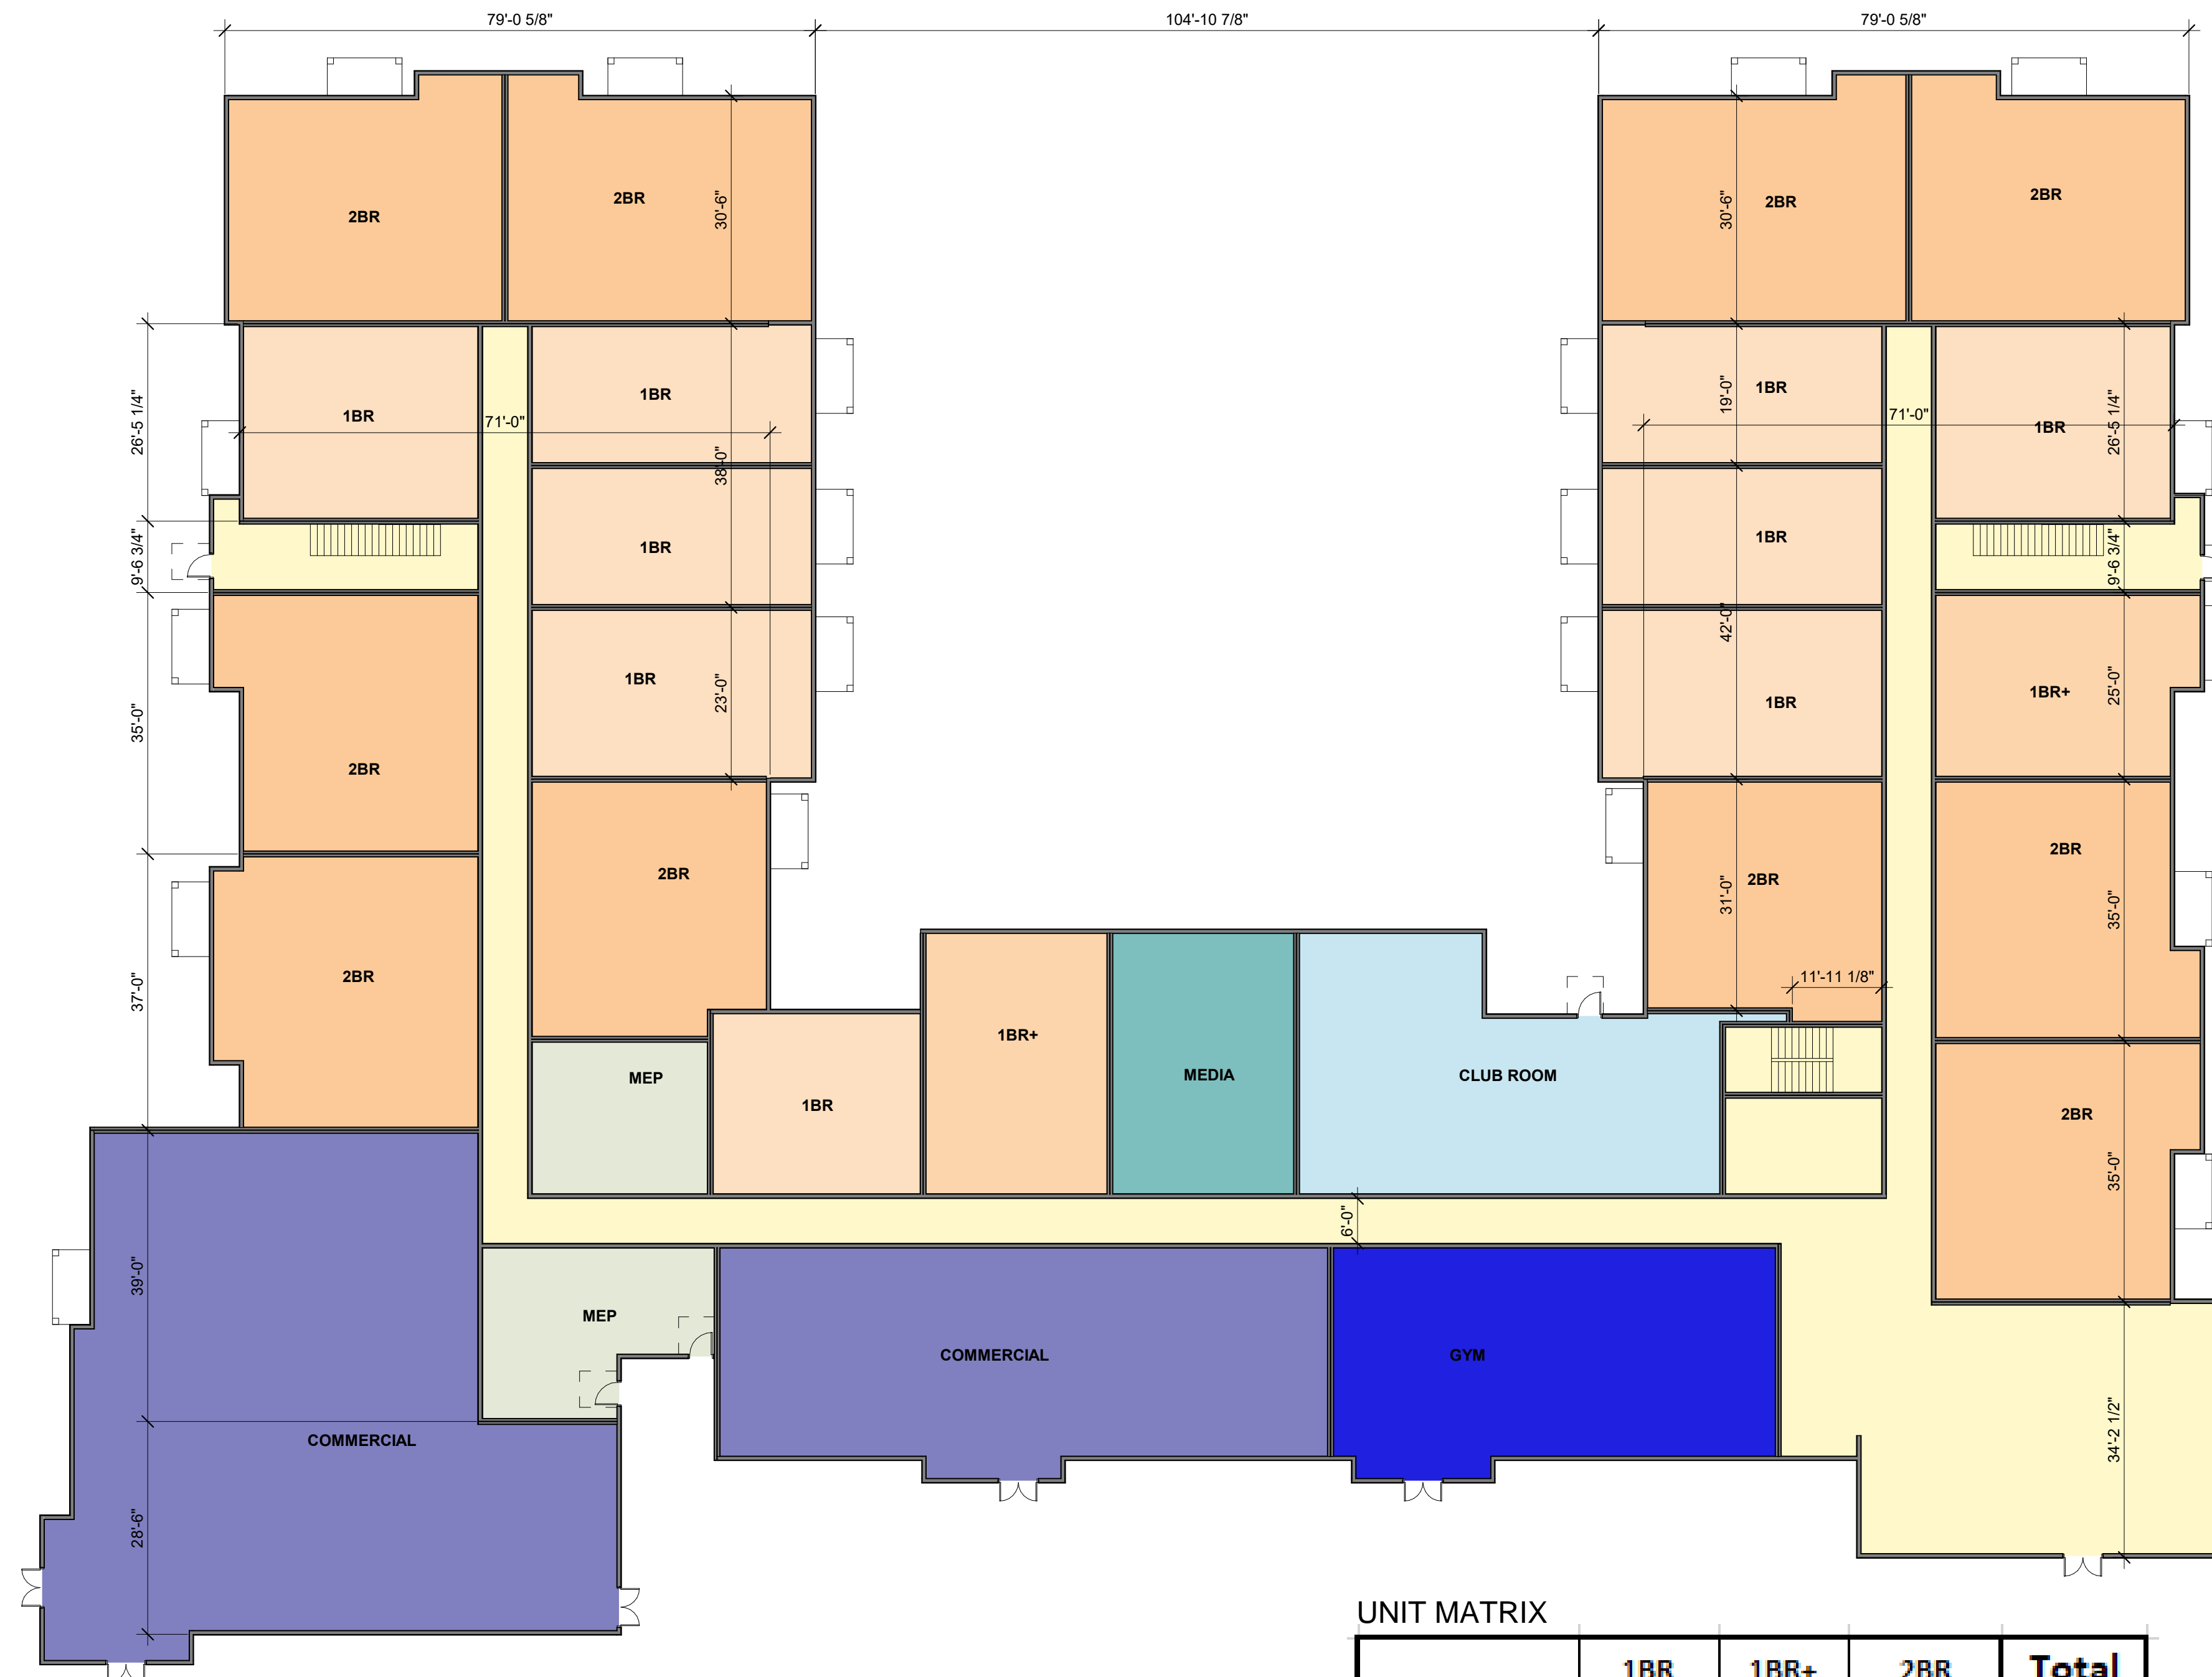 79'-0 5/8"
104'-10 7/8"
79'-0 5/8"
2BR
2BR
30'-6"
30'-6"
2BR
2BR
26'-5 1/4"
1BR
71'-0"
1BR
38'-0"
19'-0"
1BR
71'-0"
1BR
26'-5 1/4"
9'-6 3/4"
1BR
1BR
9'-6 3/4"
35'-0"
2BR
1BR
23'-0"
42'-0"
1BR
1BR+
25'-0"
2BR
2BR
31'-0"
2BR
35'-0"
37'-0"
2BR
11'-11 1/8"
MEP
1BR
1BR+
MEDIA
CLUB ROOM
2BR
35'-0"
6'-0"
39'-0"
MEP
COMMERCIAL
GYM
COMMERCIAL
34'-2 1/2"
28'-6"
UNIT MATRIX
1BR 1BR+ 2BR Total